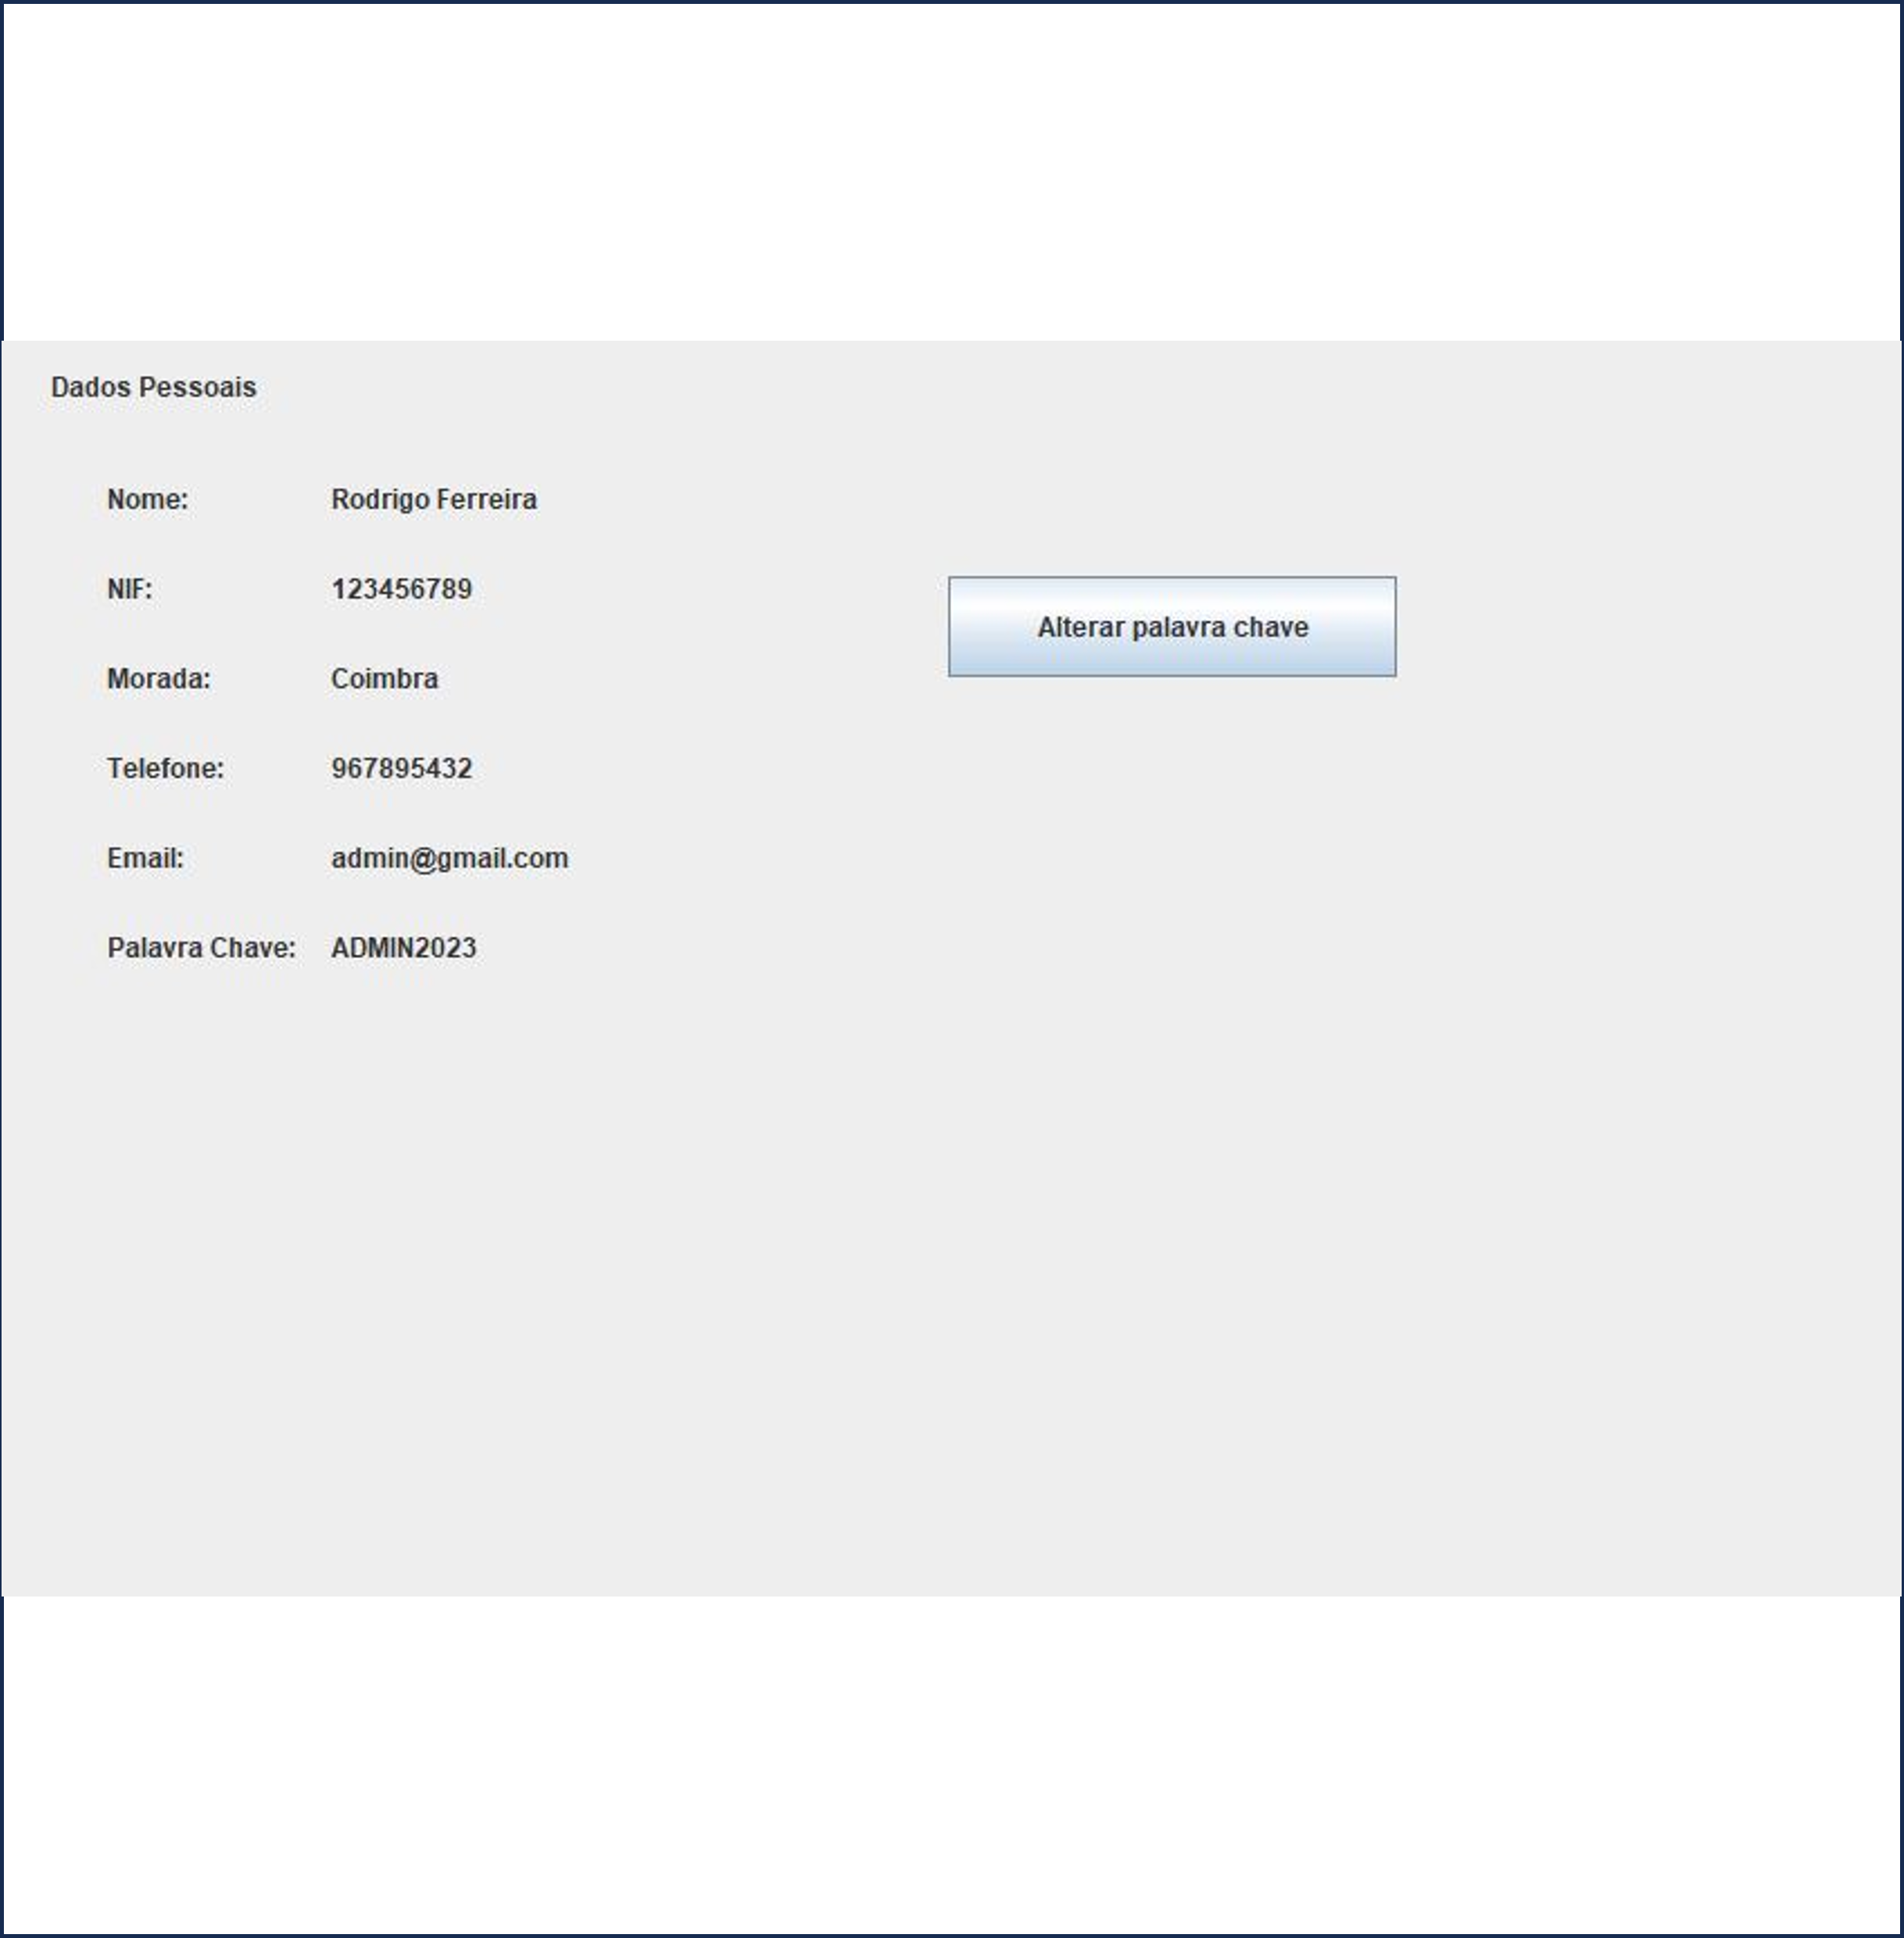 Dados Pessoais
Nome: Rodrigo Ferreira
NIF: 123456789
Alterar palavra chave
Morada: Coimbra
Telefone: 967895432
Email: admin@gmail.com
Palavra Chave: ADMIN2023